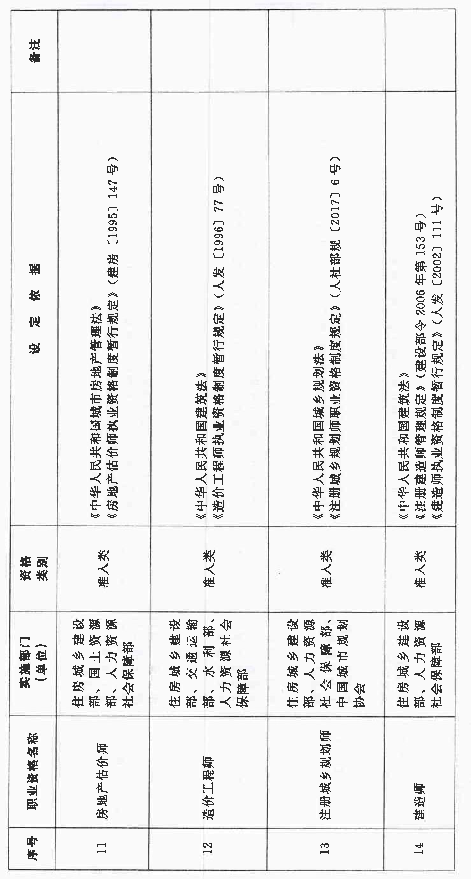 序号 职业资格名称 实施部门（单位） 资格类别 设定依据 备注
11 房地产估价师
住房城乡建设
部、国土资源
部、人力资源
社会保障部
准入类
《中华人民共和国城市房地产管理法》
《房地产估价师执业资格制度暂行规定》（建房〔1995〕147号）
12 造价工程师
住房城乡建设
部、交通运输
部、水利部、
人力资源社会
保障部
准入类
《中华人民共和国建筑法》
《造价工程师执业资格制度暂行规定》（人发〔1996〕77号）
13 注册城乡规划师
住房城乡建设
部、人力资源
社会保障部、
中国城市规划
协会
准入类
《中华人民共和国城乡规划法》
《注册城乡规划师职业资格制度规定》（人社部规〔2017〕6号）
14 建造师
住房城乡建设
部、人力资源
社会保障部
准入类
《中华人民共和国建筑法》
《注册建造师管理规定》（建设部令2006年第153号）
《建造师执业资格制度暂行规定》（人发〔2002〕111号）